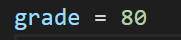 grade = 80